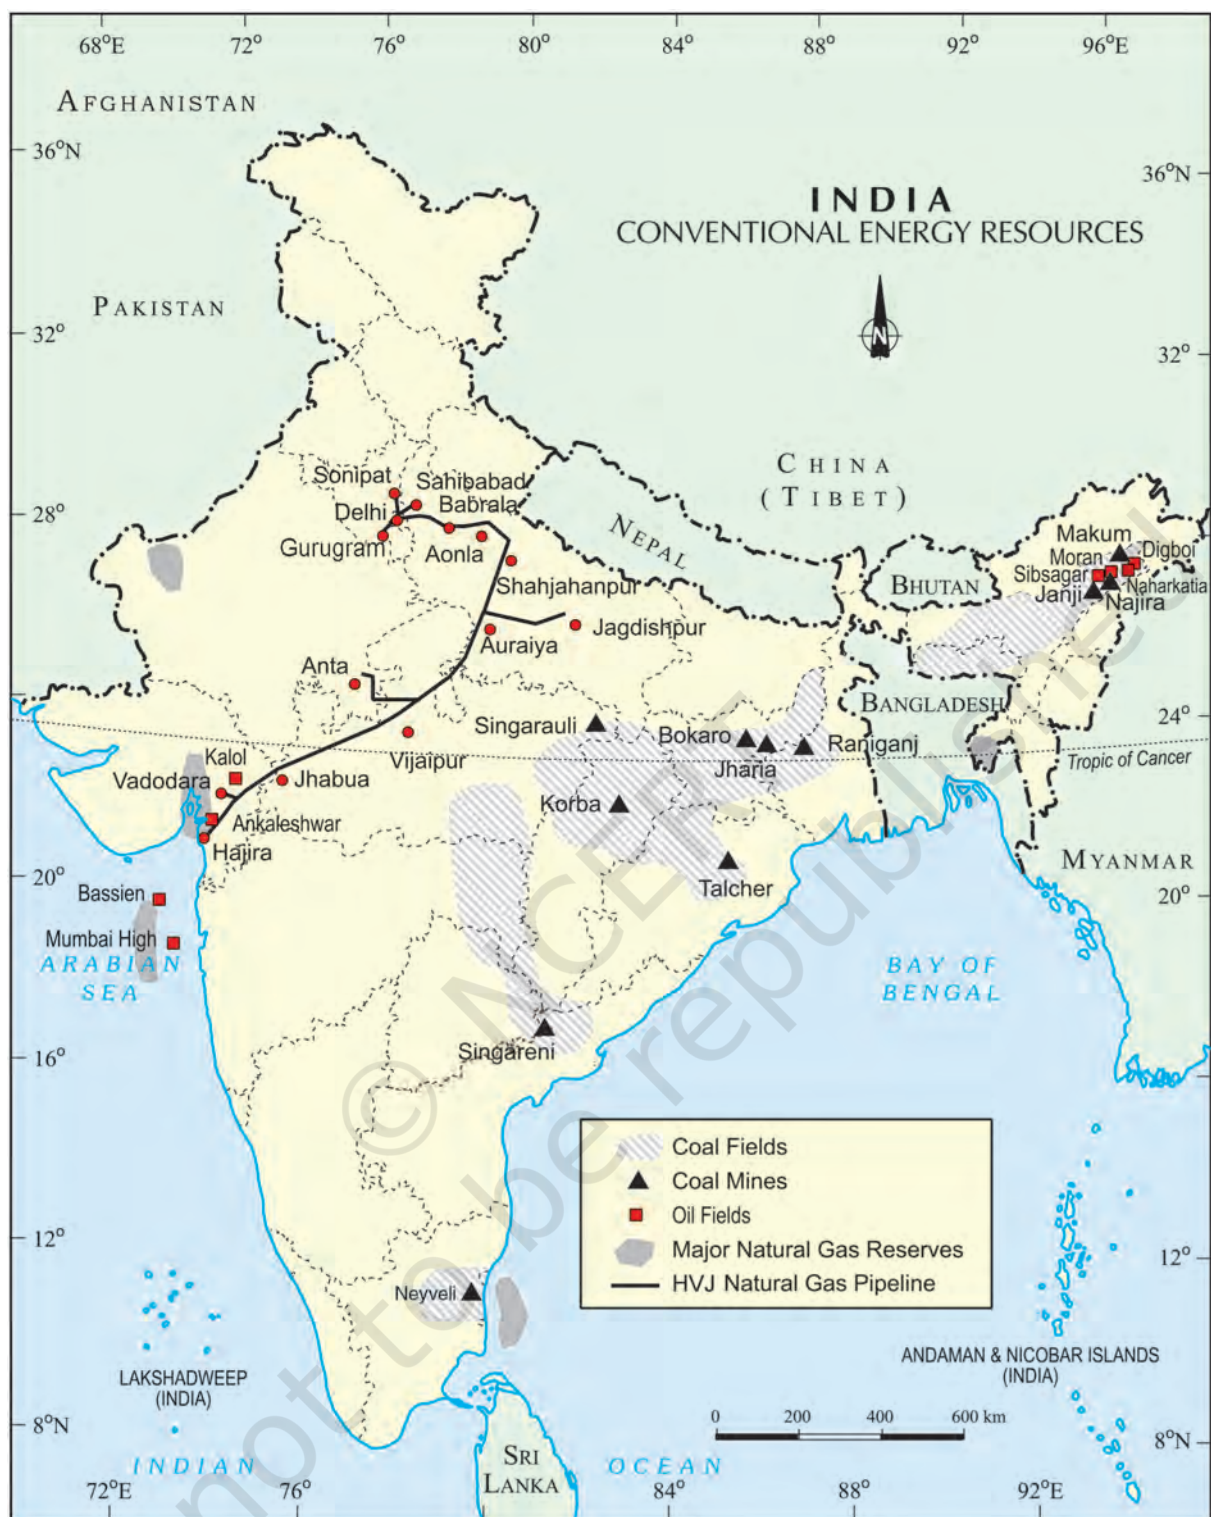 68°E 72° 76° 80° 84° 88° 92° 96°E
AFGHANISTAN
36°N
36°N
INDIA
CONVENTIONAL ENERGY RESOURCES
N
PAKISTAN
32°
32°
CHINA
(TIBET)
Sonipat
Sahibabad
Delhi
Babrala
28°
28°
Gurugram
Aonla
NEPAL
Shahjahanpur
Makum
Moran
Digboi
Sibsagar
Naharkatia
BHUTAN
Janji
Najira
Auraiya
Jagdishpur
Anta
BANGLADESH
24°
Singarauli
Bokaro
Raniganj
Jharia
Tropic of Cancer
Kalol
Vijaipur
Vadodara
Jhabua
Korba
Ankaleshwar
Hajira
MYANMAR
20°
20°
Bassien
Talcher
Mumbai High
ARABIAN
SEA
BAY OF
BENGAL
16°
Singareni
© NCERT
not to be republished
Coal Fields
Coal Mines
Oil Fields
Major Natural Gas Reserves
HVJ Natural Gas Pipeline
12°
12°
Neyveli
LAKSHADWEEP
(INDIA)
ANDAMAN & NICOBAR ISLANDS
(INDIA)
8°N
8°N
0 200 400 600 km
SRI
LANKA
INDIAN
OCEAN
72°E 76° 84° 88° 92°E